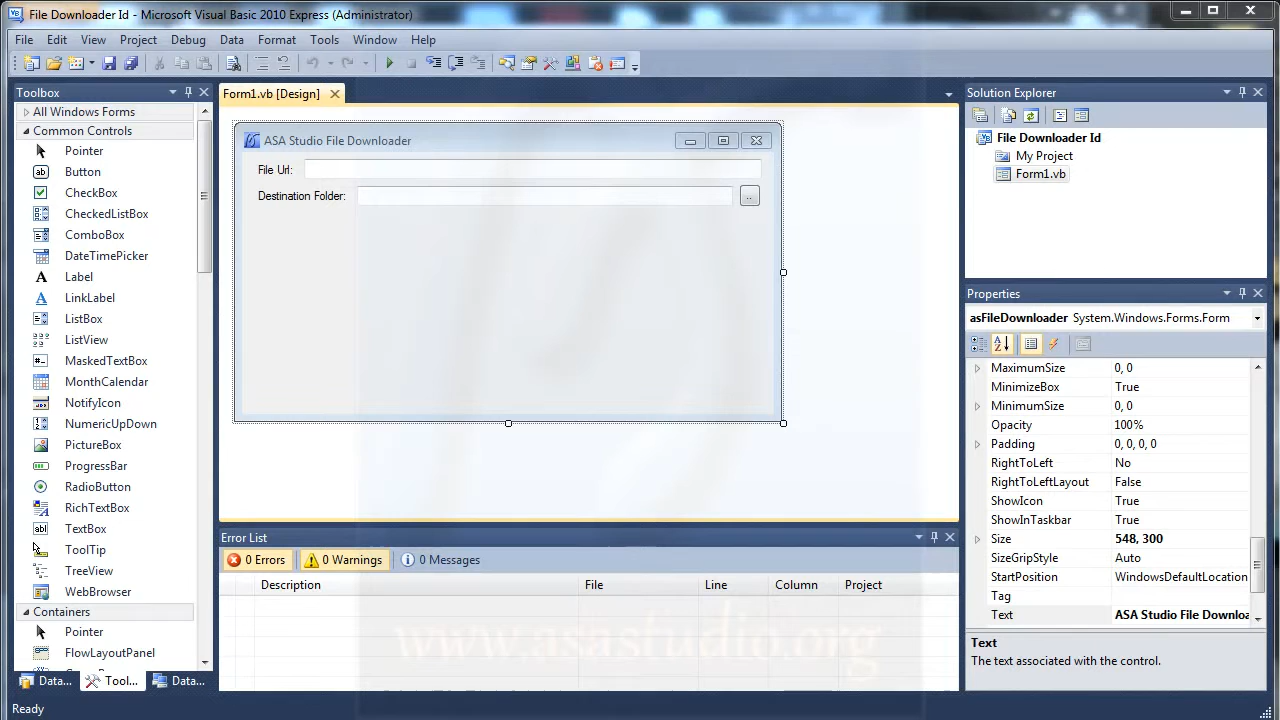 File Downloader Id - Microsoft Visual Basic 2010 Express (Administrator)
File Edit View Project Debug Data Format Tools Window Help
Toolbox
All Windows Forms
Common Controls
Pointer
Button
CheckBox
CheckedListBox
ComboBox
DateTimePicker
Label
LinkLabel
ListBox
ListView
MaskedTextBox
MonthCalendar
NotifyIcon
NumericUpDown
PictureBox
ProgressBar
RadioButton
RichTextBox
TextBox
ToolTip
TreeView
WebBrowser
Containers
Pointer
FlowLayoutPanel
Data... Tool... Data...
Form1.vb [Design]
ASA Studio File Downloader
File Url:
Destination Folder: ..
Error List
0 Errors 0 Warnings 0 Messages
Description File Line Column Project
www.asastudio.org
Solution Explorer
File Downloader Id
My Project
Form1.vb
Properties
asFileDownloader System.Windows.Forms.Form
MaximumSize 0, 0
MinimizeBox True
MinimumSize 0, 0
Opacity 100%
Padding 0, 0, 0, 0
RightToLeft No
RightToLeftLayout False
ShowIcon True
ShowInTaskbar True
Size 548, 300
SizeGripStyle Auto
StartPosition WindowsDefaultLocation
Tag
Text ASA Studio File Downloa
Text
The text associated with the control.
Ready